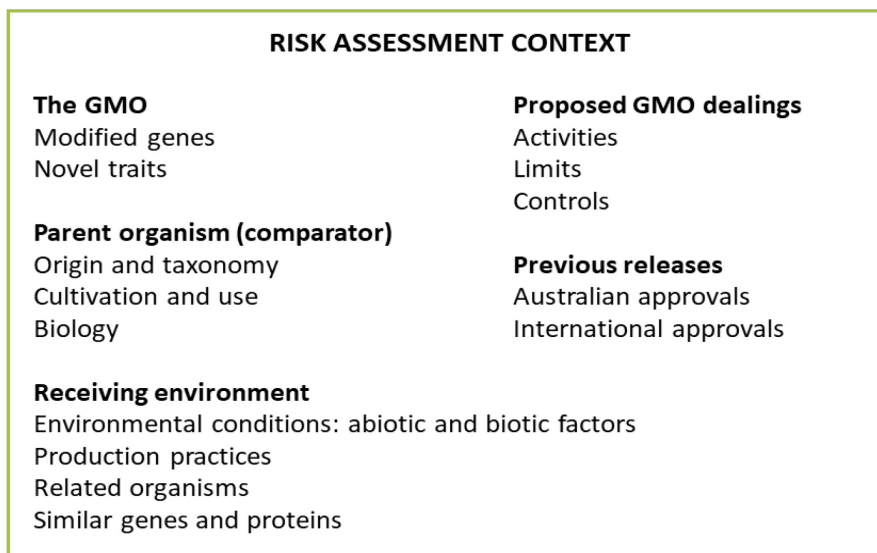 RISK ASSESSMENT CONTEXT
The GMO
Modified genes
Novel traits
Proposed GMO dealings
Activities
Limits
Controls
Parent organism (comparator)
Origin and taxonomy
Cultivation and use
Biology
Previous releases
Australian approvals
International approvals
Receiving environment
Environmental conditions: abiotic and biotic factors
Production practices
Related organisms
Similar genes and proteins